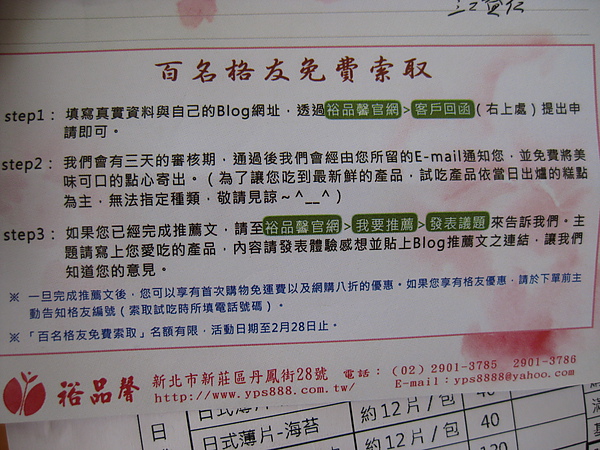 百名格友免費索取
step1： 填寫真實資料與自己的Blog網址，透過裕品馨官網>客戶回函(右上處)提出申
請即可。
step2： 我們會有三天的審核期，通過後我們會經由您所留的E-mail通知您，並免費將美
味可口的點心寄出。(為了讓您吃到最新鮮的產品，試吃產品依當日出爐的糕點
為主，無法指定種類，敬請見諒～^__^)
step3： 如果您已經完成推薦文，請至裕品馨官網>我要推薦>發表議題來告訴我們。主
題請寫上您愛吃的產品，內容請發表體驗感想並貼上Blog推薦文之連結，讓我們
知道您的意見。
※ 一旦完成推薦文後，您可以享有首次購物免運費以及網購八折的優惠。如果您享有格友優惠，請於下單前主
動告知格友編號(索取試吃時所填電話號碼)。
※「百名格友免費索取」名額有限，活動日期至2月28日止。
裕品馨
新北市新莊區丹鳳街28號 電話：(02) 2901-3785 2901-3786
http://www.yps888.com.tw/ E-mail：yps8888@yahoo.com
日式薄片 約12片/包 40
日式薄片-海苔 約12片/包 40
約12片/包 120